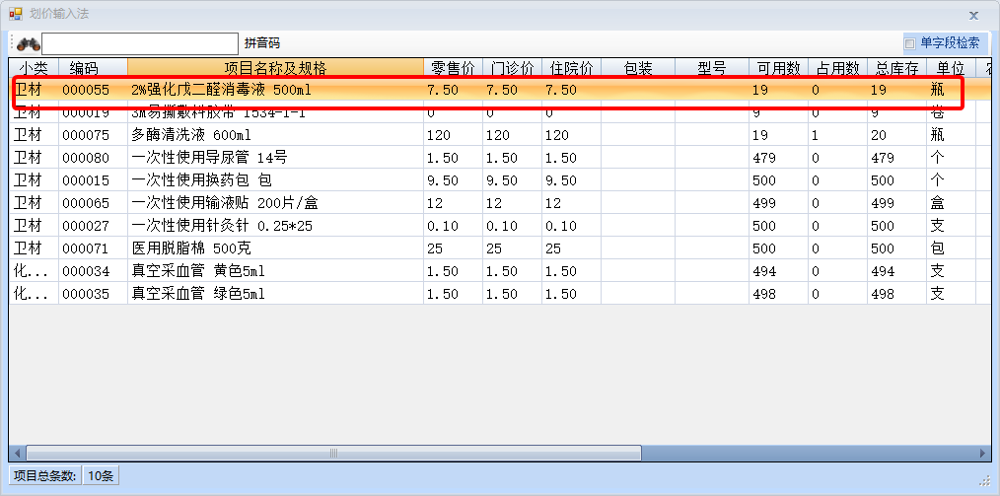 划价输入法
拼音码 单字段检索
小类 编码 项目名称及规格 零售价 门诊价 住院价 包装 型号 可用数 占用数 总库存 单位
卫材 000055 2%强化戊二醛消毒液 500ml 7.50 7.50 7.50 19 0 19 瓶
卫材 000019 3M易撕敷料胶带 1534-1-1 0 0 0 9 0 9 卷
卫材 000075 多酶清洗液 600ml 120 120 120 19 1 20 瓶
卫材 000080 一次性使用导尿管 14号 1.50 1.50 1.50 479 0 479 个
卫材 000015 一次性使用换药包 包 9.50 9.50 9.50 500 0 500 个
卫材 000065 一次性使用输液贴 200片/盒 12 12 12 499 0 499 盒
卫材 000027 一次性使用针灸针 0.25*25 0.10 0.10 0.10 500 0 500 支
卫材 000071 医用脱脂棉 500克 25 25 25 500 0 500 包
化... 000034 真空采血管 黄色5ml 1.50 1.50 1.50 494 0 494 支
化... 000035 真空采血管 绿色5ml 1.50 1.50 1.50 498 0 498 支
项目总条数: 10条